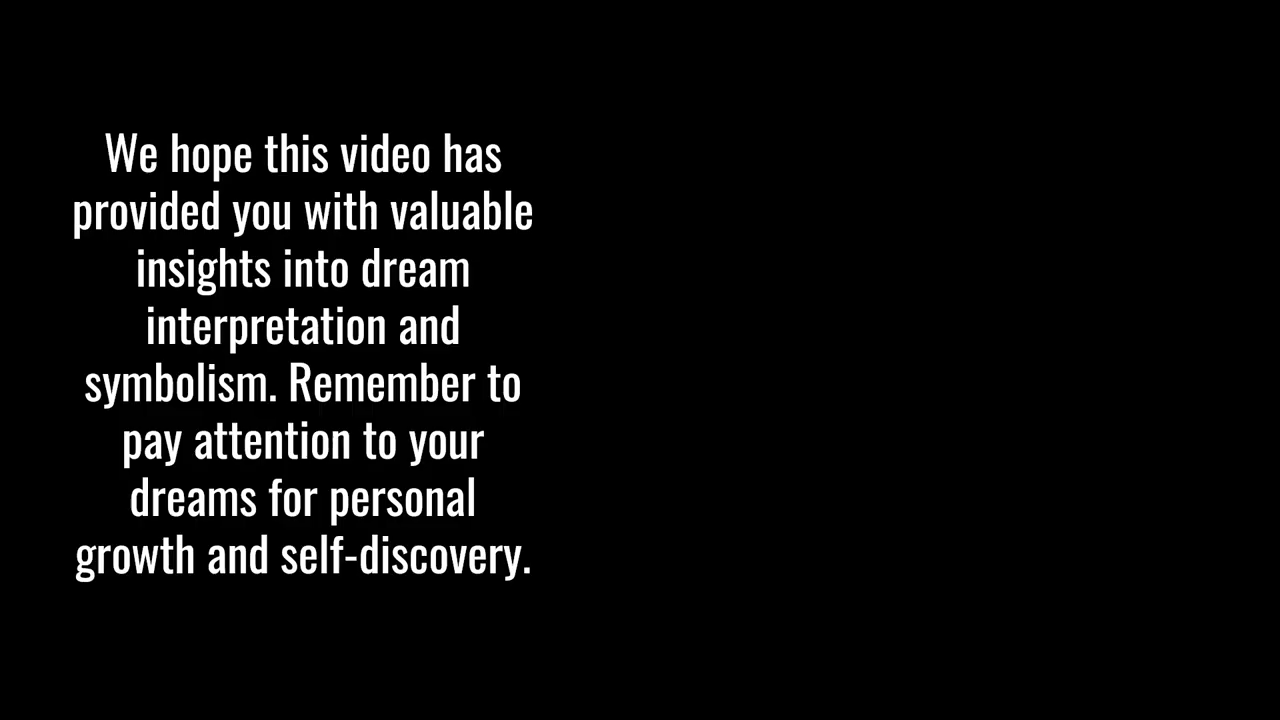 We hope this video has
provided you with valuable
insights into dream
interpretation and
symbolism. Remember to
pay attention to your
dreams for personal
growth and self-discovery.